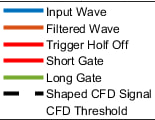 Input Wave
Filtered Wave
Trigger Holf Off
Short Gate
Long Gate
Shaped CFD Signal
CFD Threshold